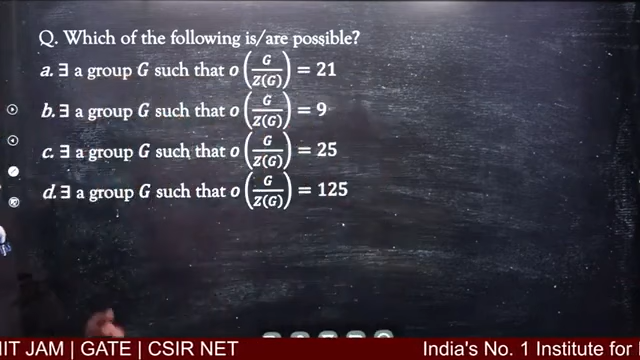 Q. Which of the following is/are possible?
a. ∃ a group G such that o(G/Z(G)) = 21
b. ∃ a group G such that o(G/Z(G)) = 9
c. ∃ a group G such that o(G/Z(G)) = 25
d. ∃ a group G such that o(G/Z(G)) = 125
IIT JAM | GATE | CSIR NET India's No. 1 Institute for